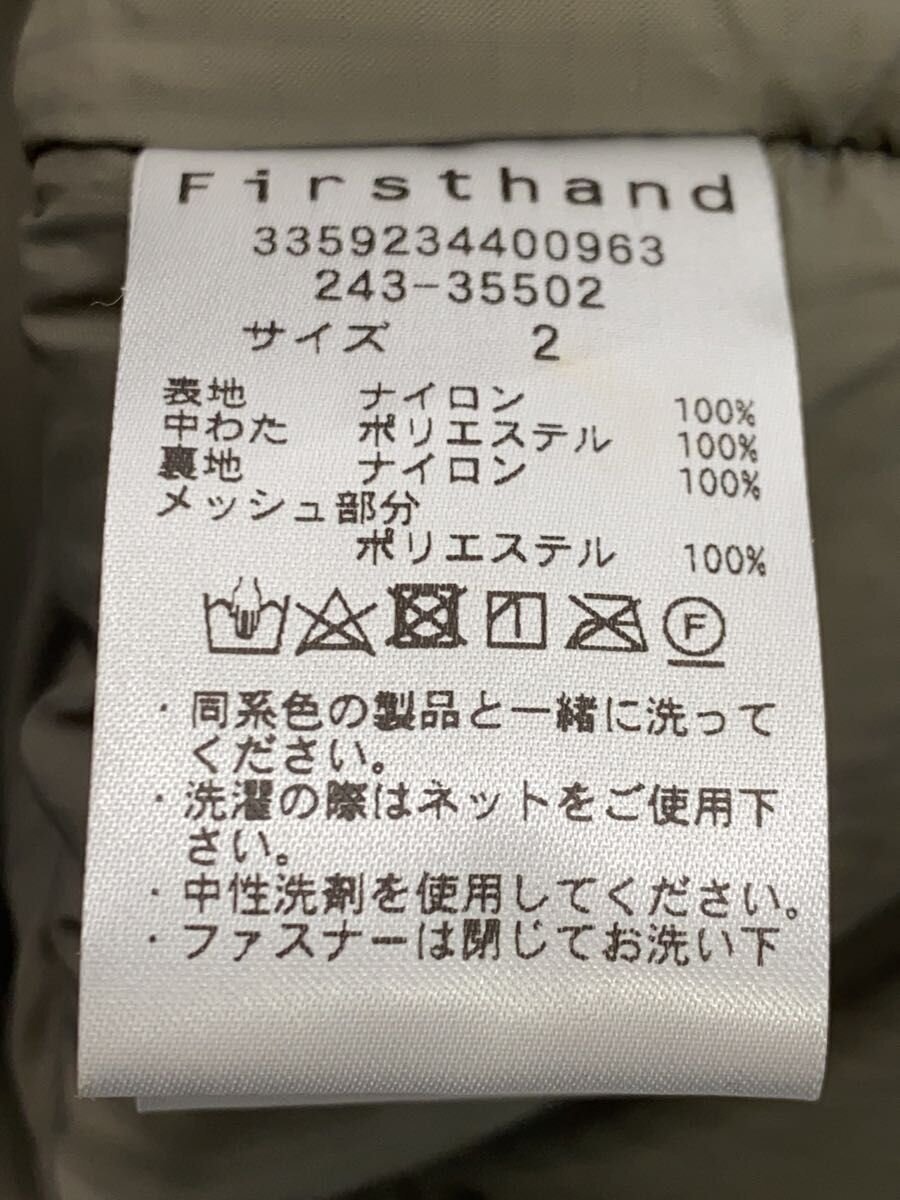 Firsthand
3359234400963
243-35502
サイズ 2
表地 ナイロン 100%
中わた ポリエステル 100%
裏地 ナイロン 100%
メッシュ部分
ポリエステル 100%
F
・同系色の製品と一緒に洗って
ください。
・洗濯の際はネットをご使用下
さい。
・中性洗剤を使用してください。
・ファスナーは閉じてお洗い下